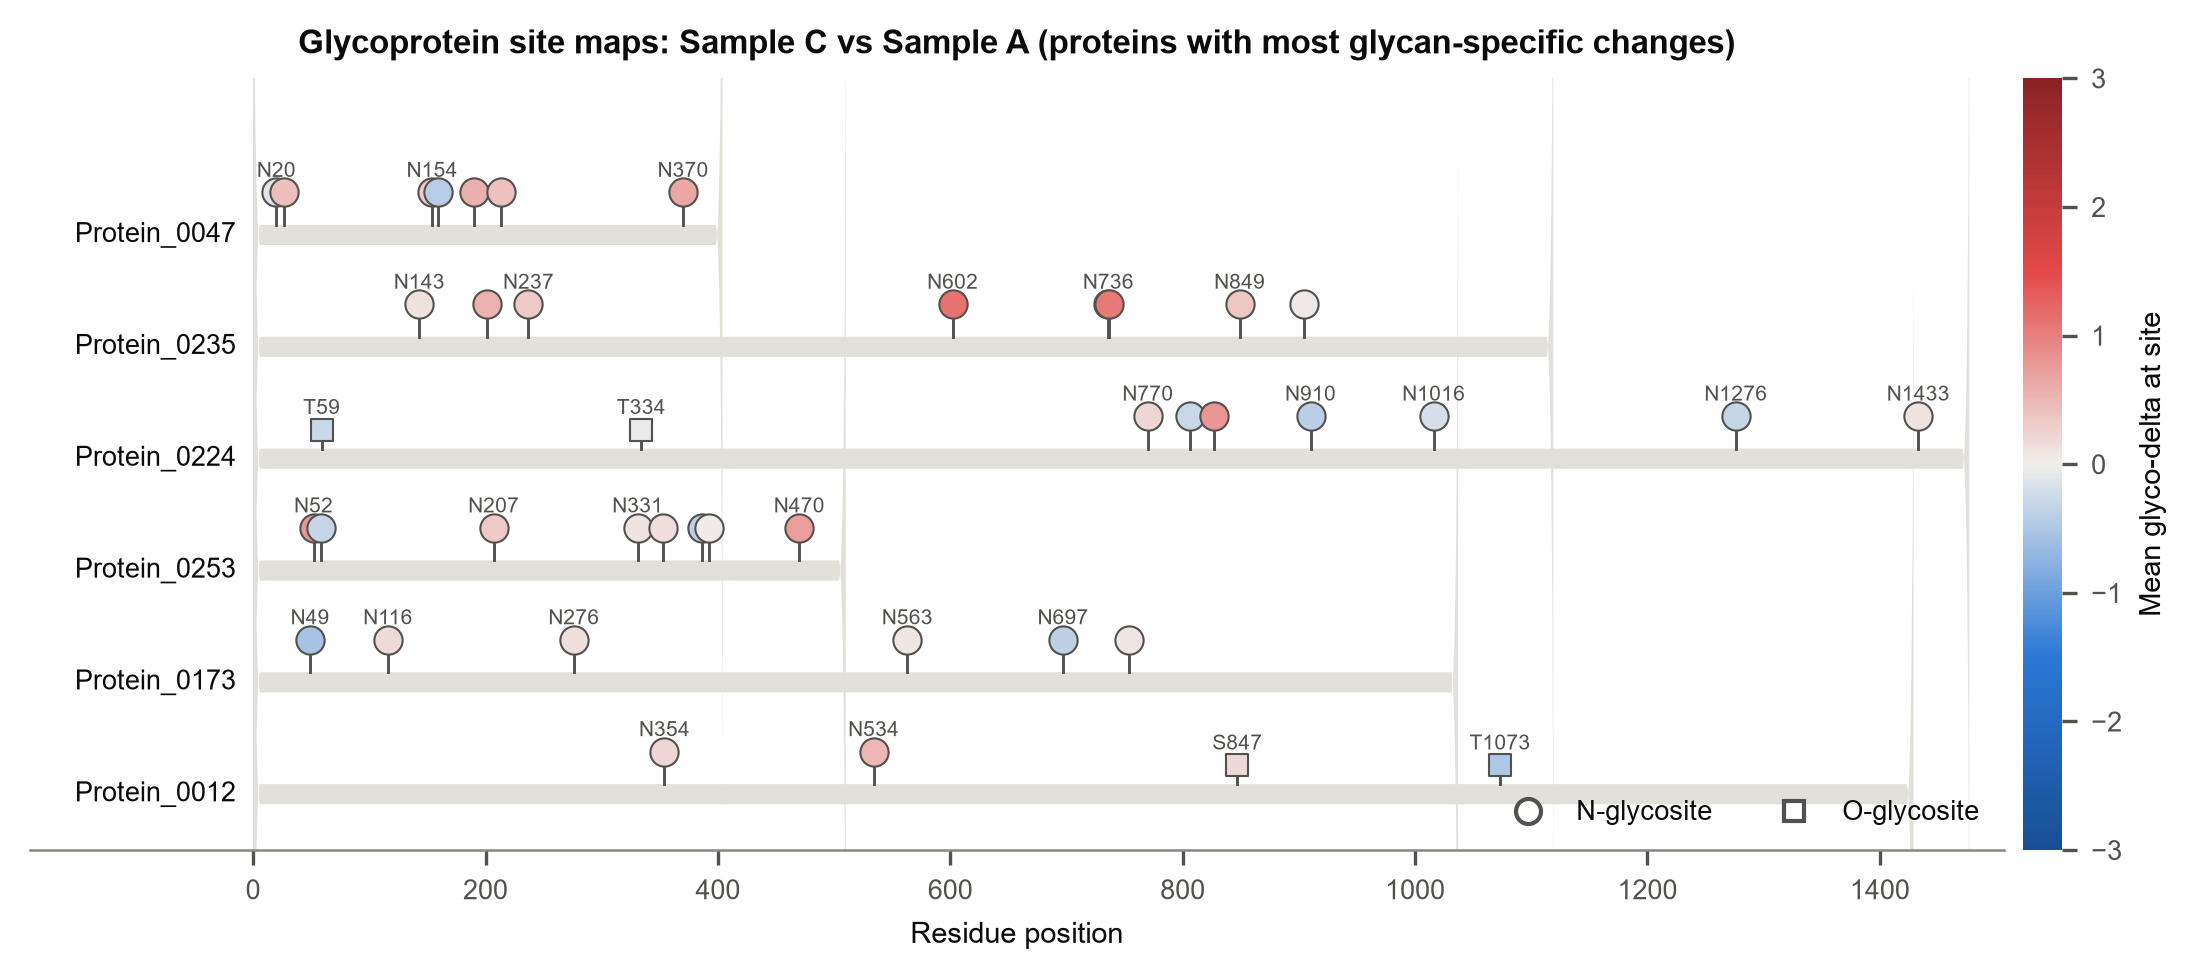 Glycoprotein site maps: Sample C vs Sample A (proteins with most glycan-specific changes)
N20 N154 N370
Protein_0047
N143 N237 N602 N736 N849
Protein_0235
T59 T334 N770 N910 N1016 N1276 N1433
Protein_0224
N52 N207 N331 N470
Protein_0253
N49 N116 N276 N563 N697
Protein_0173
N354 N534 S847 T1073
Protein_0012
N-glycosite O-glycosite
0 200 400 600 800 1000 1200 1400
Residue position
3
2
1
0
−1
−2
−3
Mean glyco-delta at site